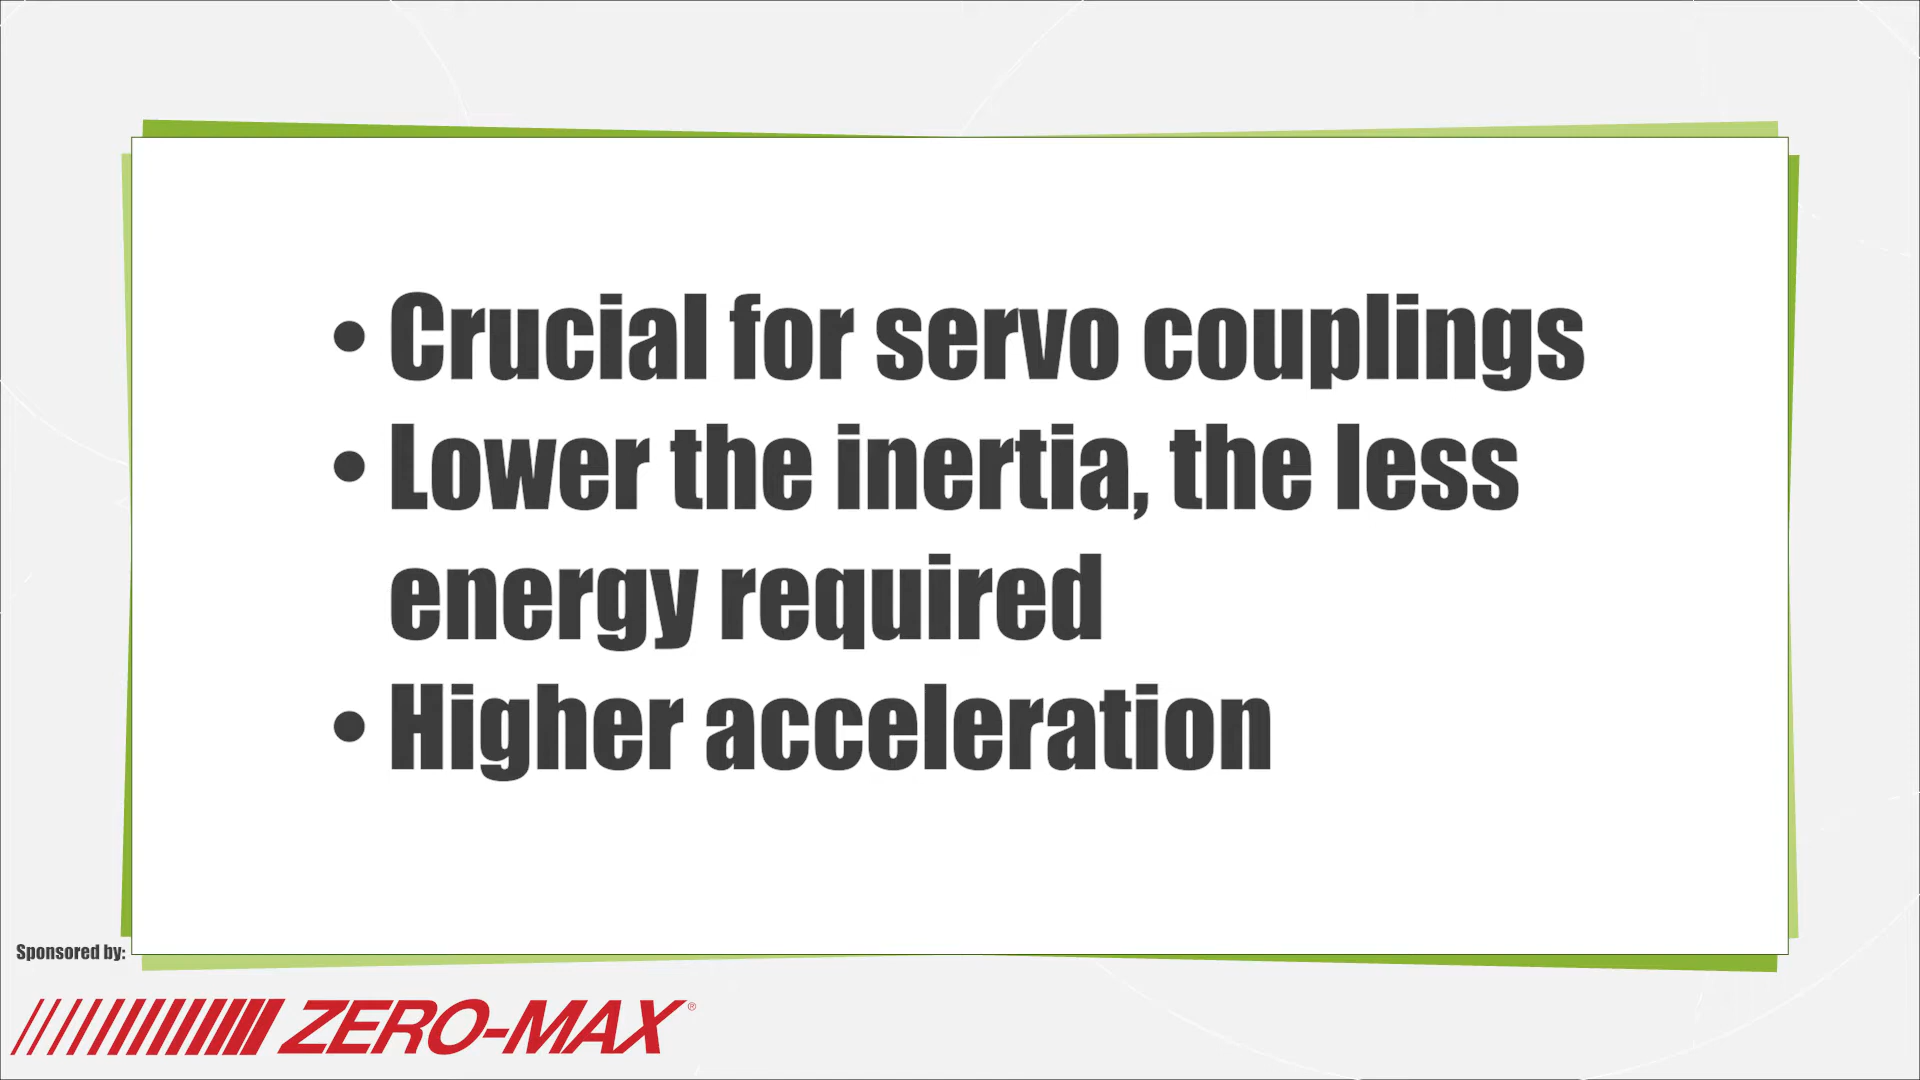 • Crucial for servo couplings
• Lower the inertia, the less
energy required
• Higher acceleration
Sponsored by:
ZERO-MAX®